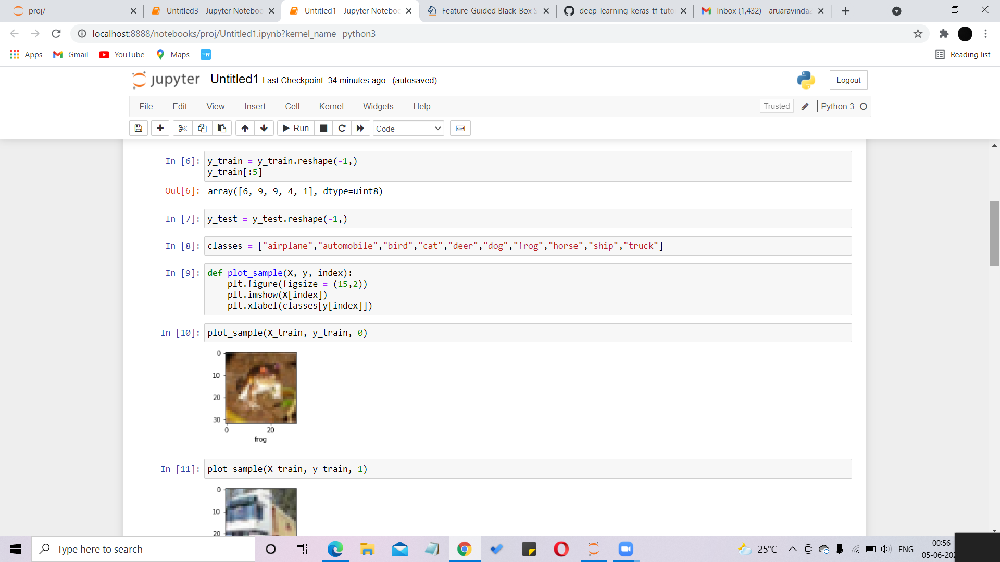 proj/
Untitled3 - Jupyter Notebo
Untitled1 - Jupyter Notebo
Feature-Guided Black-Box S
deep-learning-keras-tf-tuto
Inbox (1,432) - aruaravinda2
localhost:8888/notebooks/proj/Untitled1.ipynb?kernel_name=python3
Apps
Gmail
YouTube
Maps
Reading list
jupyter
Untitled1 Last Checkpoint: 34 minutes ago (autosaved)
Logout
File Edit View Insert Cell Kernel Widgets Help
Trusted
Python 3
Run
Code
In [6]: y_train = y_train.reshape(-1,)
y_train[:5]
Out[6]: array([6, 9, 9, 4, 1], dtype=uint8)
In [7]: y_test = y_test.reshape(-1,)
In [8]: classes = ["airplane","automobile","bird","cat","deer","dog","frog","horse","ship","truck"]
In [9]: def plot_sample(X, y, index):
plt.figure(figsize = (15,2))
plt.imshow(X[index])
plt.xlabel(classes[y[index]])
In [10]: plot_sample(X_train, y_train, 0)
0
10
20
30
0 20
frog
In [11]: plot_sample(X_train, y_train, 1)
0
10
20
Type here to search
25°C
ENG
00:56
05-06-20